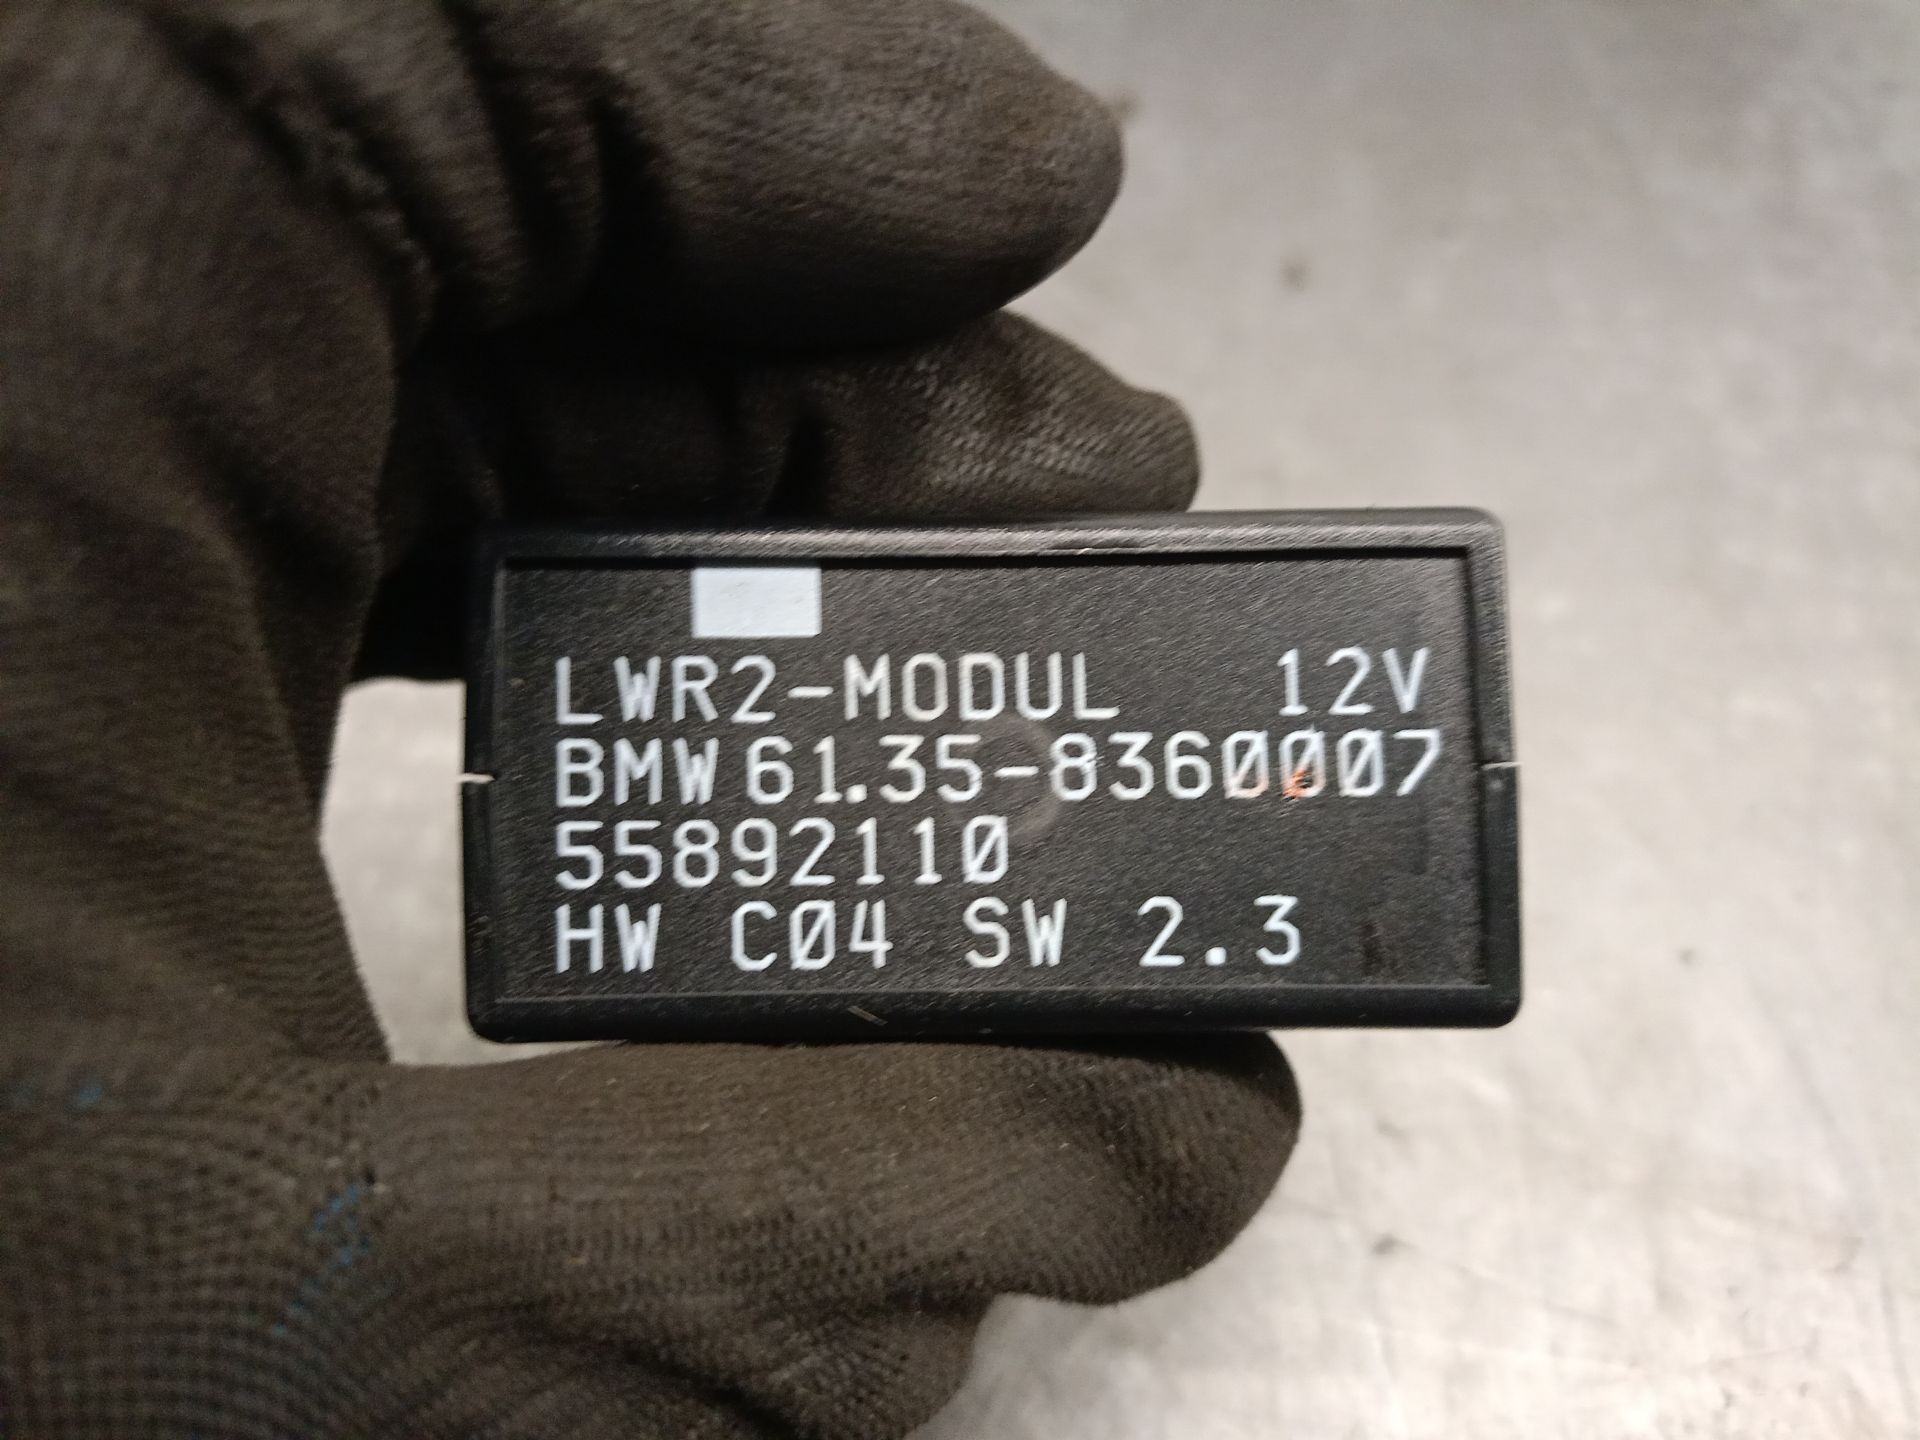 LWR2-MODUL 12V
BMW 61.35-8360007
55892110
HW C04 SW 2.3